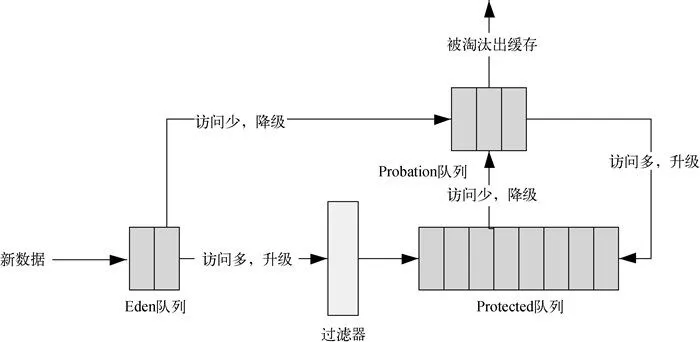 被淘汰出缓存
访问少，降级
Probation队列
访问多，升级
访问少，降级
新数据
访问多，升级
Eden队列
过滤器
Protected队列